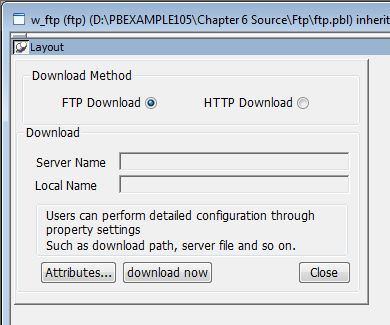 w_ftp (ftp) (D:\PBEXAMPLE105\Chapter 6 Source\Ftp\ftp.pbl) inherit
Layout
Download Method
FTP Download HTTP Download
Download
Server Name
Local Name
Users can perform detailed configuration through
property settings
Such as download path, server file and so on.
Attributes... download now Close